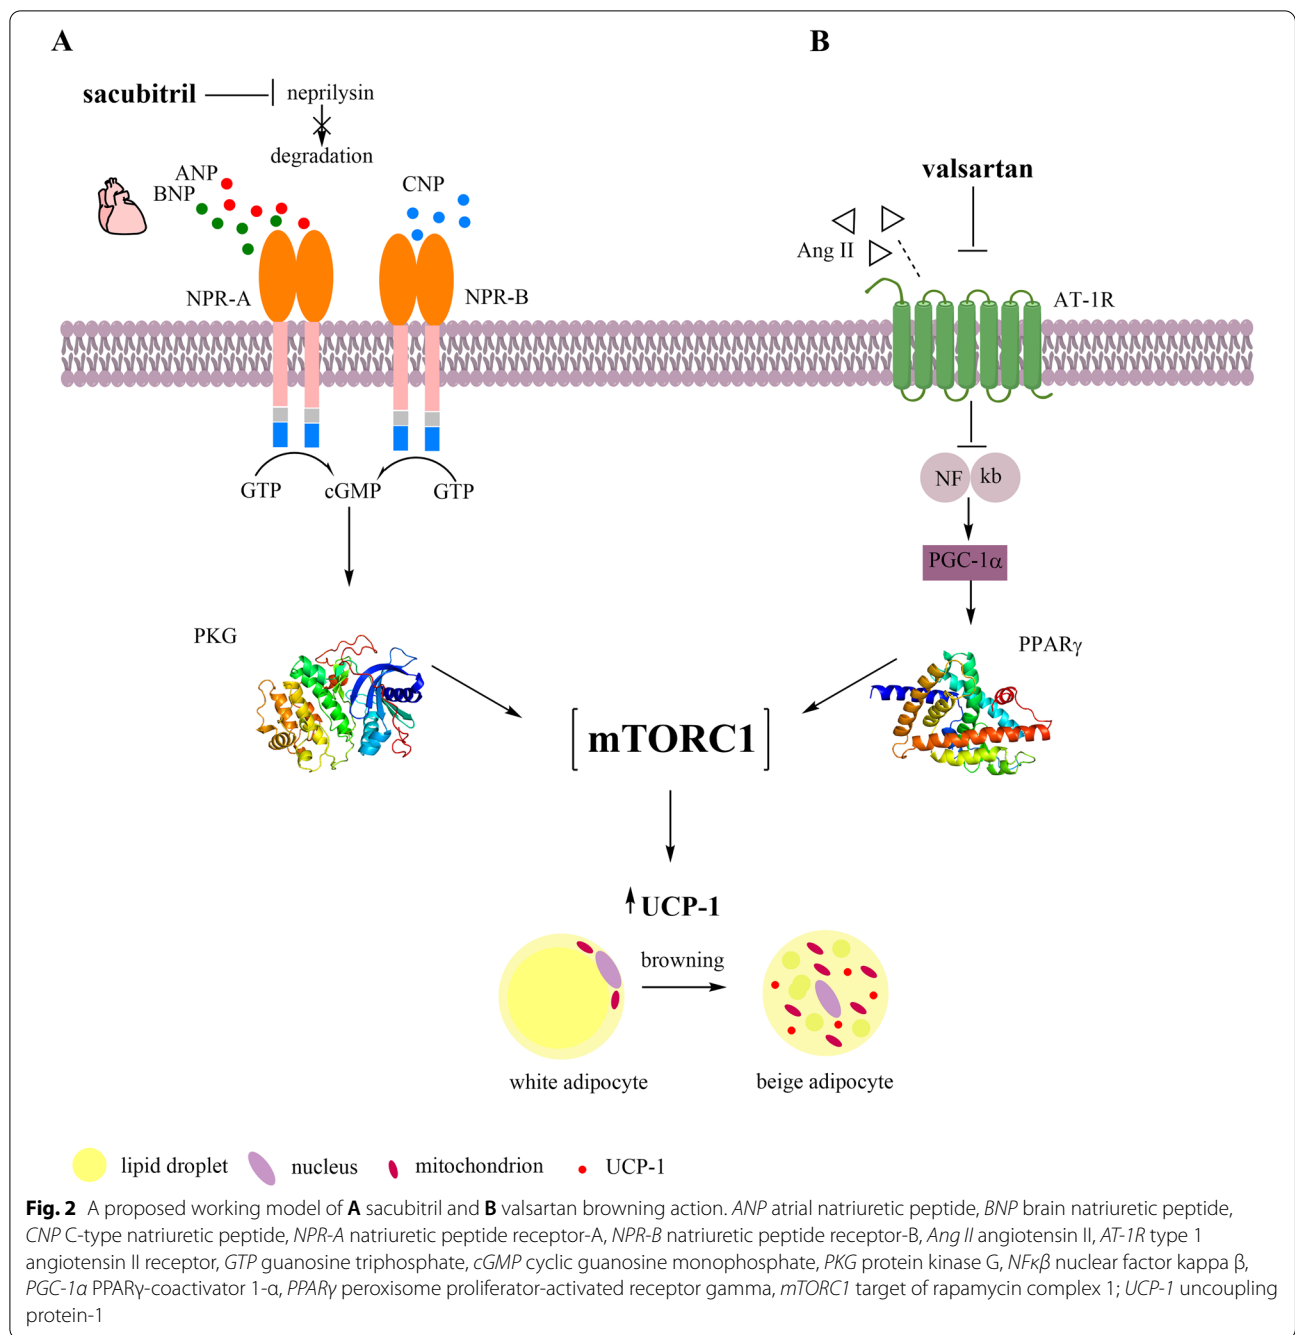 A
sacubitril
neprilysin
degradation
ANP
BNP
CNP
NPR-A
NPR-B
GTP
cGMP
GTP
PKG
B
valsartan
Ang II
AT-1R
NF
kb
PGC-1α
PPARγ
[mTORC1]
UCP-1
browning
white adipocyte
beige adipocyte
lipid droplet
nucleus
mitochondrion
UCP-1
Fig. 2 A proposed working model of A sacubitril and B valsartan browning action. ANP atrial natriuretic peptide, BNP brain natriuretic peptide,
CNP C-type natriuretic peptide, NPR-A natriuretic peptide receptor-A, NPR-B natriuretic peptide receptor-B, Ang II angiotensin II, AT-1R type 1
angiotensin II receptor, GTP guanosine triphosphate, cGMP cyclic guanosine monophosphate, PKG protein kinase G, NFκβ nuclear factor kappa β,
PGC-1α PPARγ-coactivator 1-α, PPARγ peroxisome proliferator-activated receptor gamma, mTORC1 target of rapamycin complex 1; UCP-1 uncoupling
protein-1